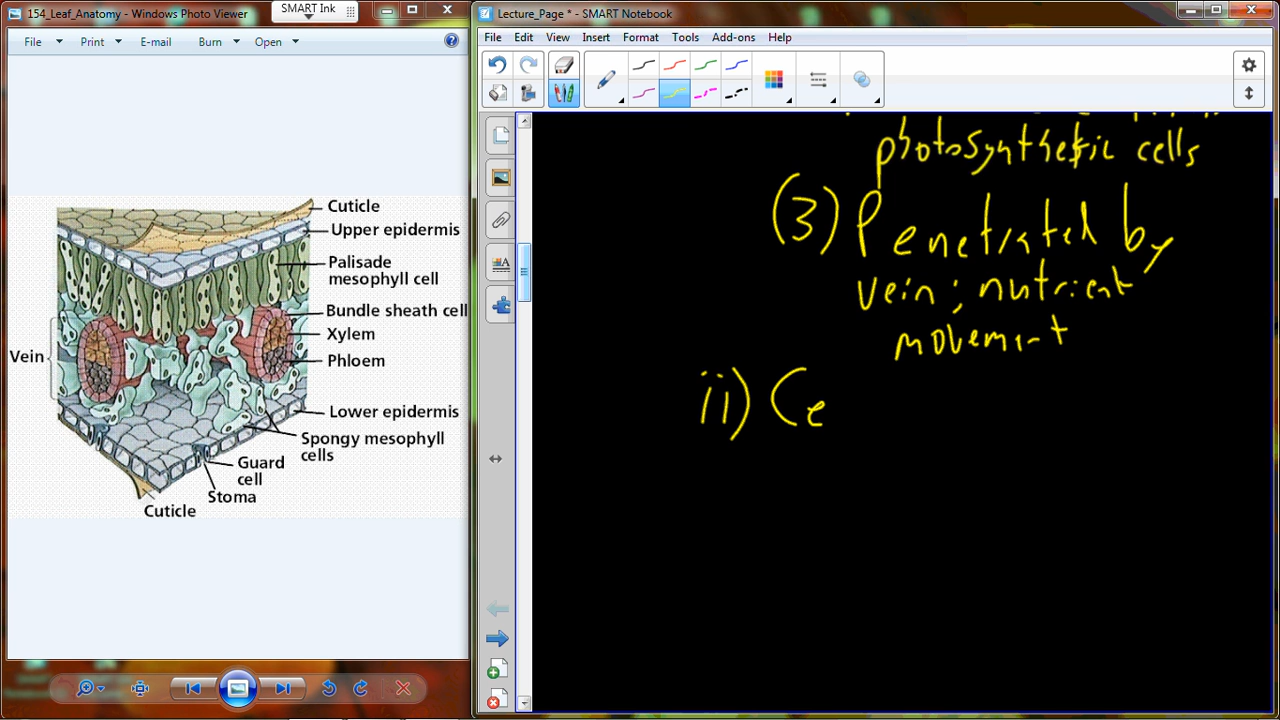 154_Leaf_Anatomy - Windows Photo Viewer
SMART Ink
File Print E-mail Burn Open
Cuticle
Upper epidermis
Palisade
mesophyll cell
Bundle sheath cell
Xylem
Vein
Phloem
Lower epidermis
Spongy mesophyll
cells
Guard
cell
Stoma
Cuticle
Lecture_Page * - SMART Notebook
File Edit View Insert Format Tools Add-ons Help
photosynthetic cells
(3) Penetrated by
vein; nutrient
movement
ii) Ce